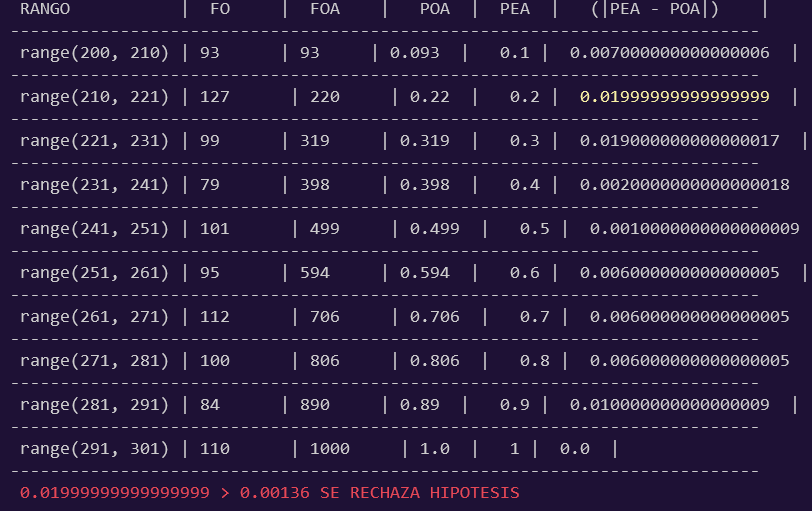 RANGO | FO | FOA | POA | PEA | (|PEA - POA|) |
---------------------------------------------------------------------------
range(200, 210) | 93 | 93 | 0.093 | 0.1 | 0.007000000000000006 |
---------------------------------------------------------------------------
range(210, 221) | 127 | 220 | 0.22 | 0.2 | 0.01999999999999999 |
---------------------------------------------------------------------------
range(221, 231) | 99 | 319 | 0.319 | 0.3 | 0.019000000000000017 |
---------------------------------------------------------------------------
range(231, 241) | 79 | 398 | 0.398 | 0.4 | 0.0020000000000000018
---------------------------------------------------------------------------
range(241, 251) | 101 | 499 | 0.499 | 0.5 | 0.0010000000000000009
---------------------------------------------------------------------------
range(251, 261) | 95 | 594 | 0.594 | 0.6 | 0.006000000000000005 |
---------------------------------------------------------------------------
range(261, 271) | 112 | 706 | 0.706 | 0.7 | 0.006000000000000005
---------------------------------------------------------------------------
range(271, 281) | 100 | 806 | 0.806 | 0.8 | 0.006000000000000005
---------------------------------------------------------------------------
range(281, 291) | 84 | 890 | 0.89 | 0.9 | 0.010000000000000009 |
---------------------------------------------------------------------------
range(291, 301) | 110 | 1000 | 1.0 | 1 | 0.0 |
---------------------------------------------------------------------------
0.01999999999999999 > 0.00136 SE RECHAZA HIPOTESIS